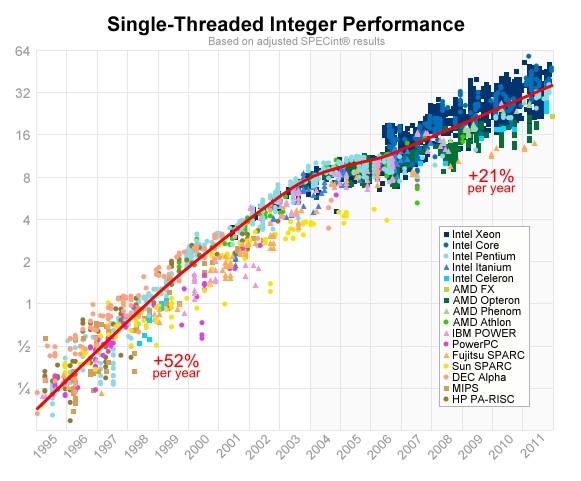 Single-Threaded Integer Performance
Based on adjusted SPECint® results
64
32
16
8
4
2
1
½
¼
+52%
per year
+21%
per year
Intel Xeon
Intel Core
Intel Pentium
Intel Itanium
Intel Celeron
AMD FX
AMD Opteron
AMD Phenom
AMD Athlon
IBM POWER
PowerPC
Fujitsu SPARC
Sun SPARC
DEC Alpha
MIPS
HP PA-RISC
1995 1996 1997 1998 1999 2000 2001 2002 2003 2004 2005 2006 2007 2008 2009 2010 2011